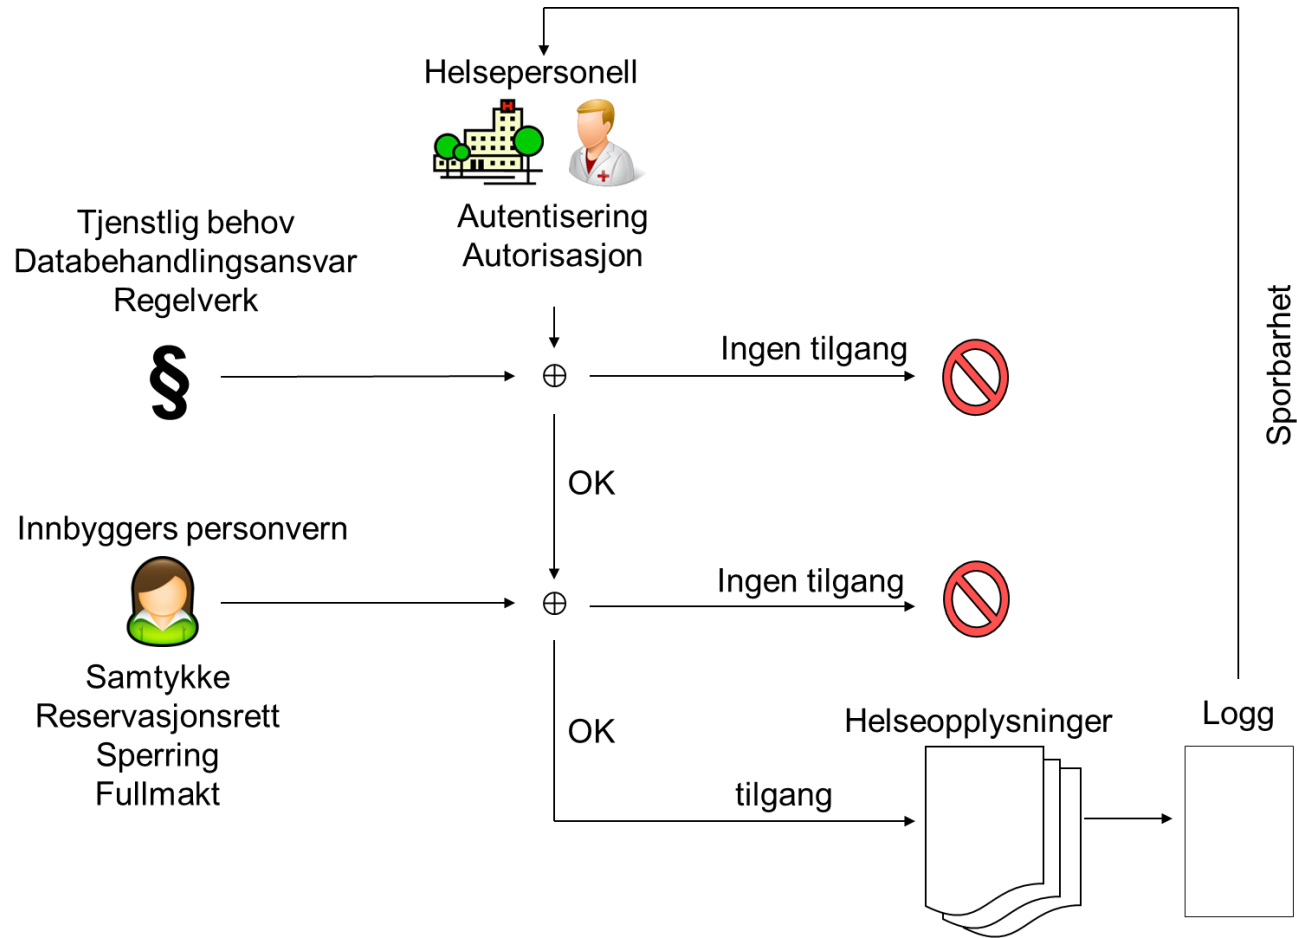 Helsepersonell
H
Autentisering
Autorisasjon
Tjenstlig behov
Databehandlingsansvar
Regelverk
§
Ingen tilgang
Sporbarhet
OK
Innbyggers personvern
Ingen tilgang
Samtykke
Reservasjonsrett
Sperring
Fullmakt
OK
tilgang
Helseopplysninger
Logg